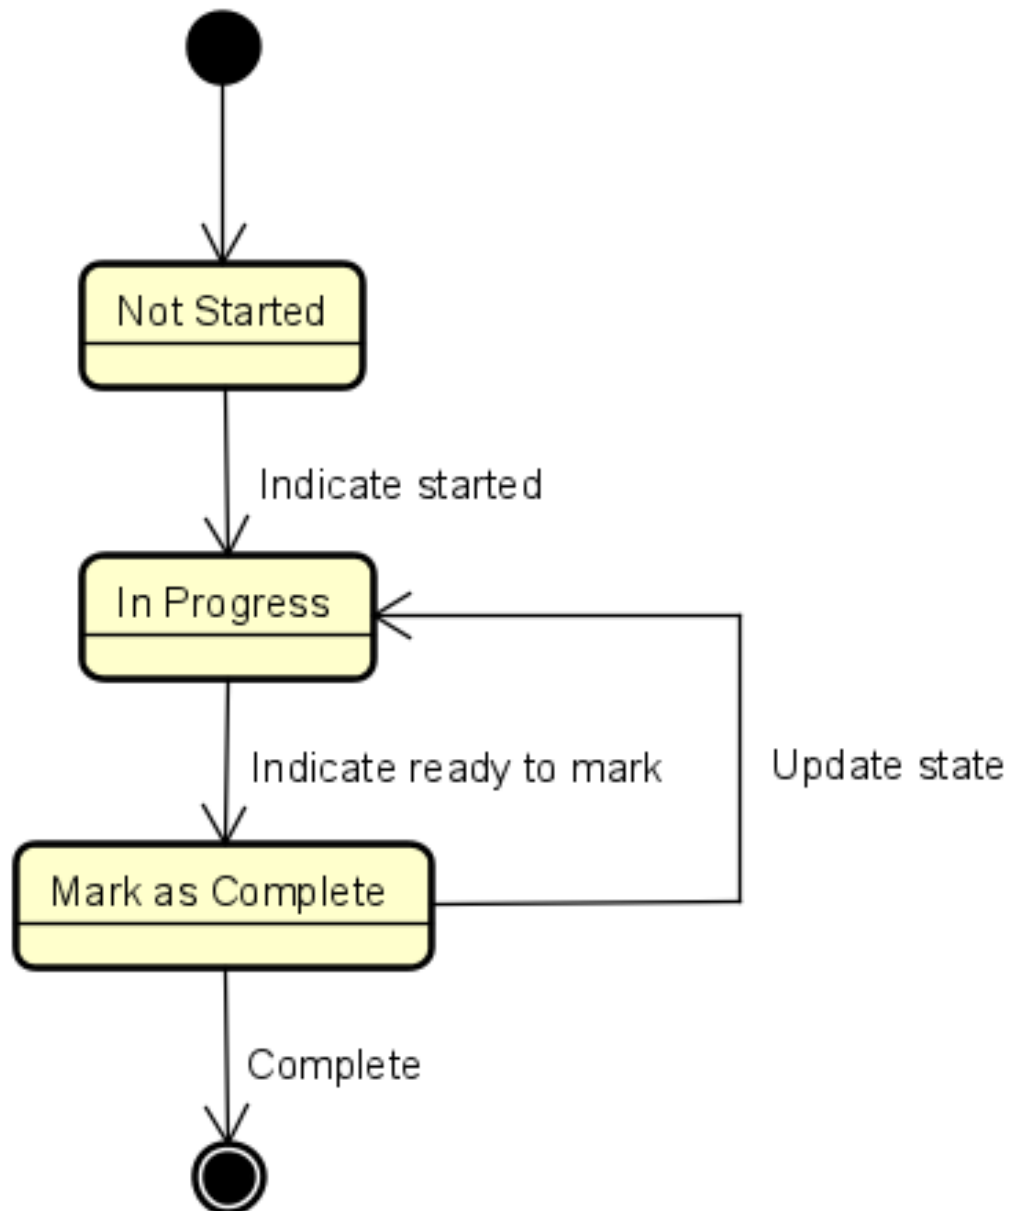 Not Started
Indicate started
In Progress
Indicate ready to mark
Update state
Mark as Complete
Complete